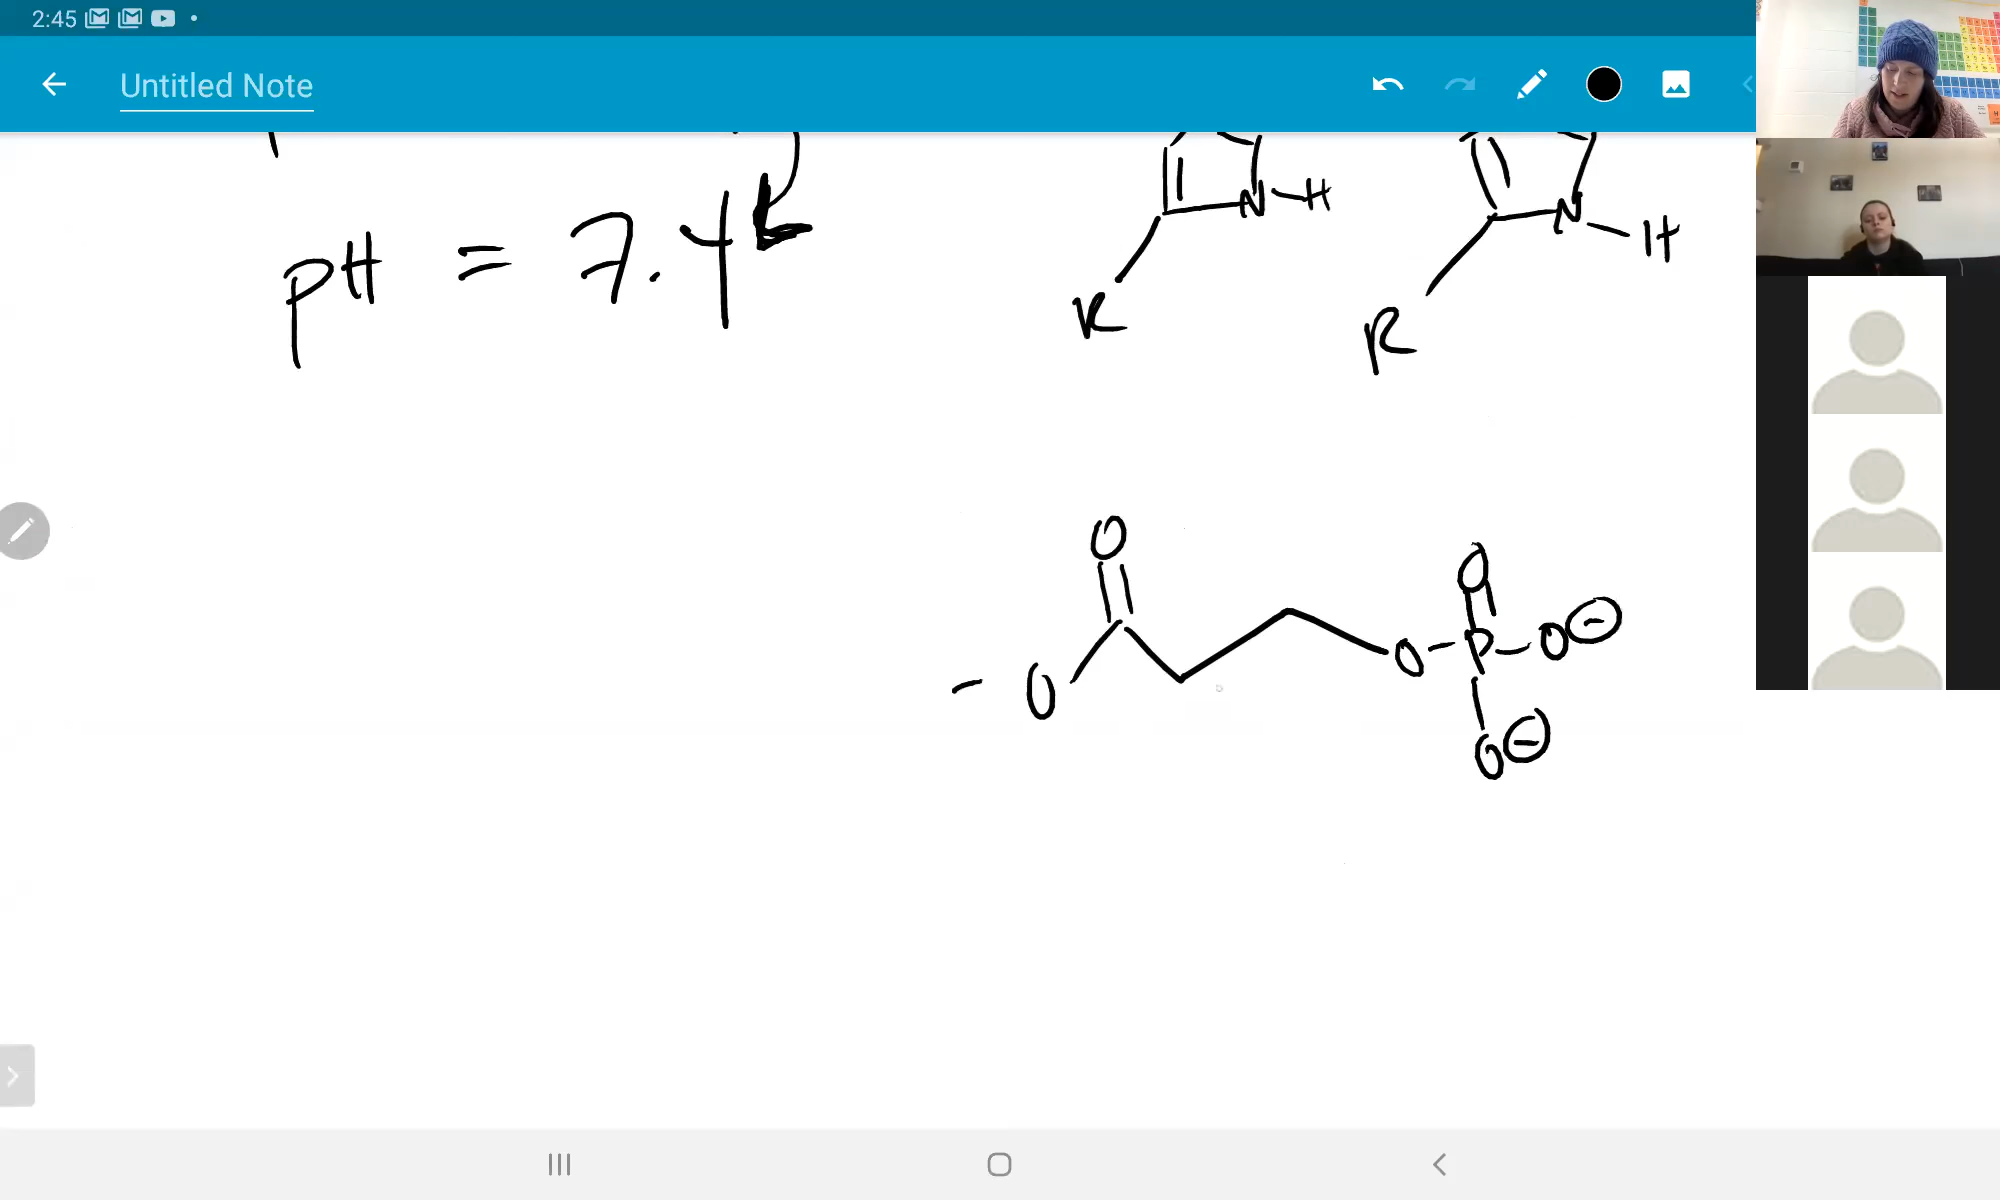 2:45
Untitled Note
pH = 7.4
N-H
N-H
R
R
O
O
- O
O-P-O⊖
O⊖